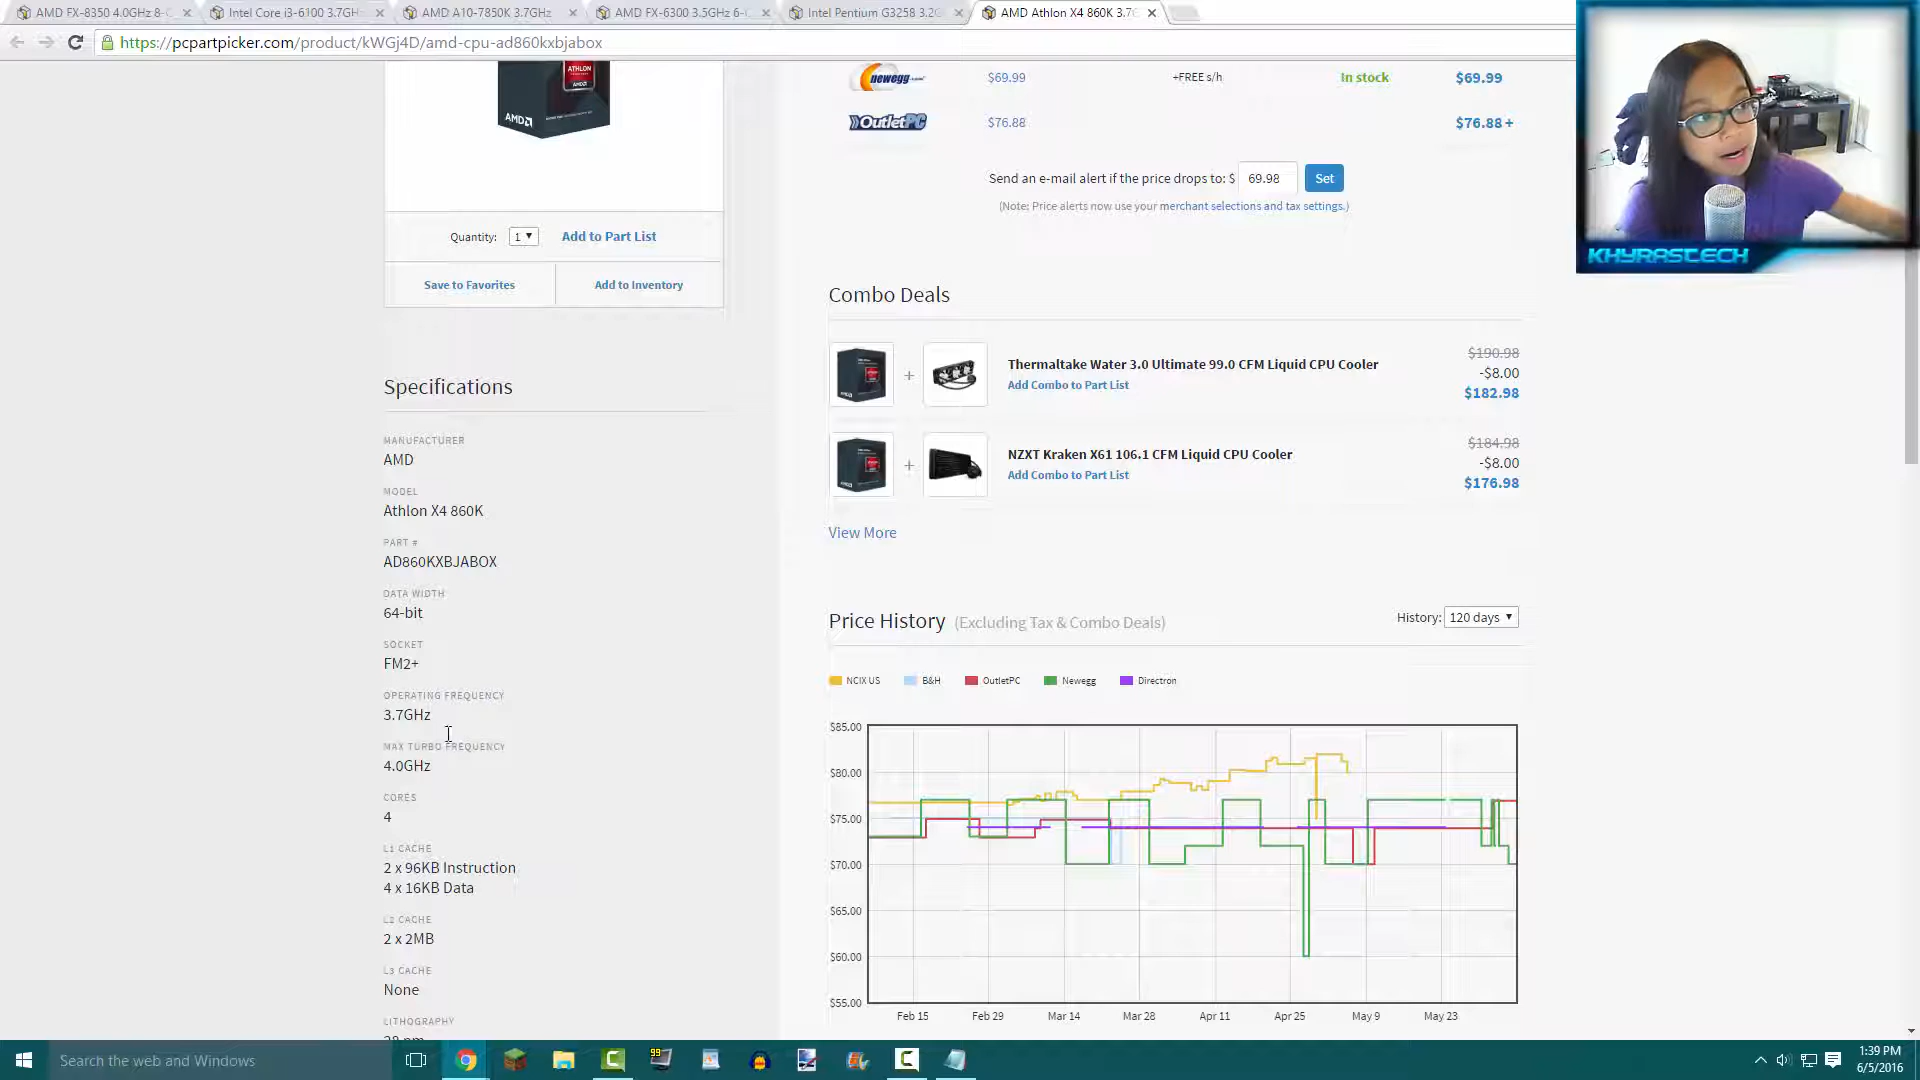 AMD FX-8350 4.0GHz 8-
Intel Core i3-6100 3.7GH
AMD A10-7850K 3.7GHz
AMD FX-6300 3.5GHz 6-
Intel Pentium G3258 3.2G
AMD Athlon X4 860K 3.7
https://pcpartpicker.com/product/kWGj4D/amd-cpu-ad860kxbjabox
ATHLON
AMD
newegg
$69.99
+FREE s/h
In stock
$69.99
OutletPC
$76.88
$76.88 +
Send an e-mail alert if the price drops to: $ 69.98 Set
(Note: Price alerts now use your merchant selections and tax settings.)
Quantity: 1 Add to Part List
Save to Favorites
Add to Inventory
KHYRASTECH
Combo Deals
+
Thermaltake Water 3.0 Ultimate 99.0 CFM Liquid CPU Cooler
Add Combo to Part List
$190.98
-$8.00
$182.98
+
NZXT Kraken X61 106.1 CFM Liquid CPU Cooler
Add Combo to Part List
$184.98
-$8.00
$176.98
View More
Specifications
MANUFACTURER
AMD
MODEL
Athlon X4 860K
PART #
AD860KXBJABOX
DATA WIDTH
64-bit
SOCKET
FM2+
OPERATING FREQUENCY
3.7GHz
MAX TURBO FREQUENCY
4.0GHz
CORES
4
L1 CACHE
2 x 96KB Instruction
4 x 16KB Data
L2 CACHE
2 x 2MB
L3 CACHE
None
LITHOGRAPHY
Price History (Excluding Tax & Combo Deals)
History: 120 days
NCIX US
B&H
OutletPC
Newegg
Directron
$85.00
$80.00
$75.00
$70.00
$65.00
$60.00
$55.00
Feb 15
Feb 29
Mar 14
Mar 28
Apr 11
Apr 25
May 9
May 23
Search the web and Windows
99
1:39 PM
6/5/2016